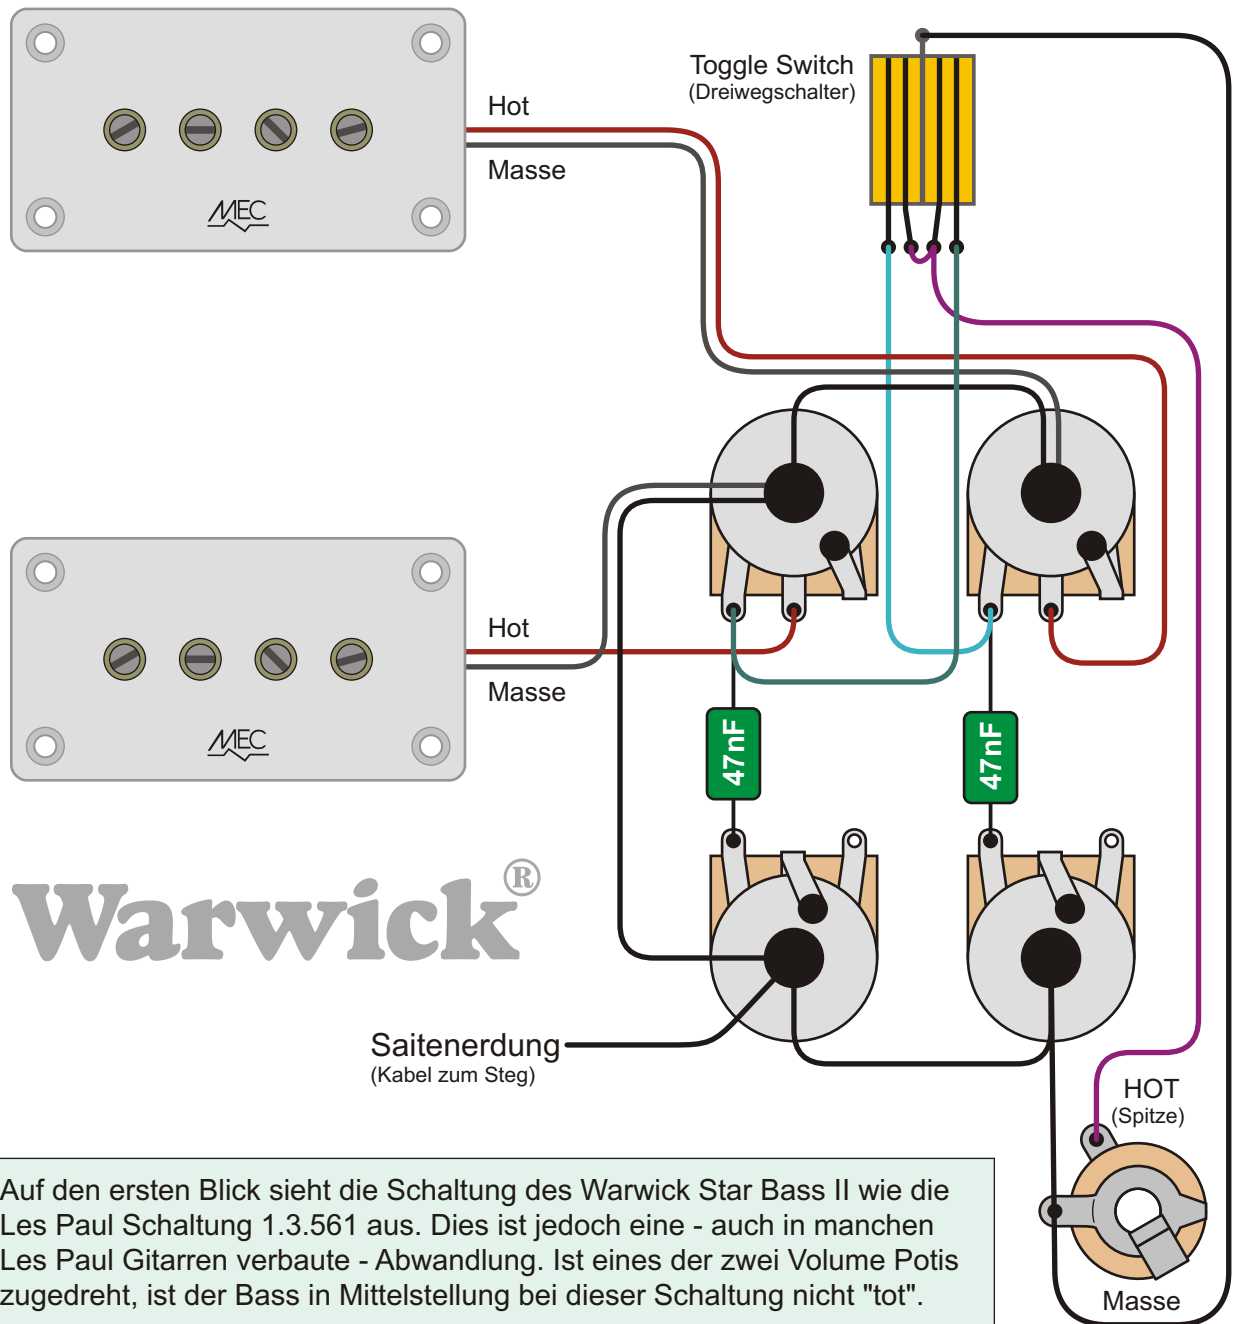 Toggle Switch
(Dreiwegschalter)
Hot
Masse
MEC
Hot
Masse
MEC
47nF
47nF
Warwick®
Saitenerdung
(Kabel zum Steg)
HOT
(Spitze)
Masse
Auf den ersten Blick sieht die Schaltung des Warwick Star Bass II wie die
Les Paul Schaltung 1.3.561 aus. Dies ist jedoch eine - auch in manchen
Les Paul Gitarren verbaute - Abwandlung. Ist eines der zwei Volume Potis
zugedreht, ist der Bass in Mittelstellung bei dieser Schaltung nicht "tot".